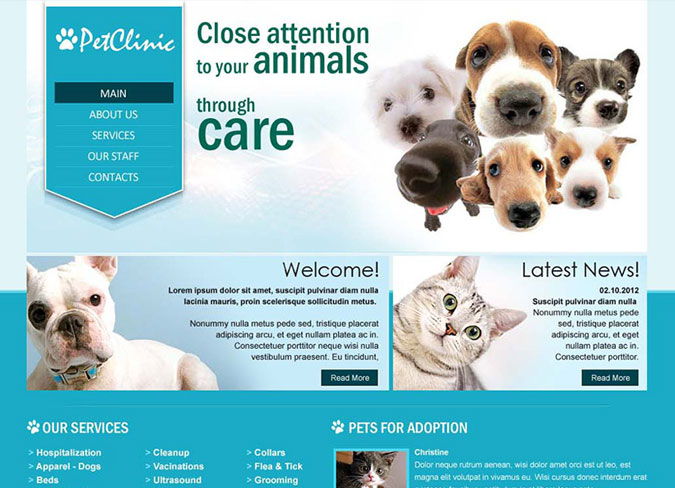 PetClinic
MAIN
ABOUT US
SERVICES
OUR STAFF
CONTACTS
Close attention
to your animals
through
care
Welcome!
Lorem ipsum dolor sit amet, suscipit pulvinar diam nulla
lacinia mauris, proin scelerisque sollicitudin metus.
Nonummy nulla metus pede sed, tristique placerat
adipiscing arcu, et eget nullam platea ac in.
Consectetuer porttitor neque wisi nulla
vestibulum praesent. Eu tincidunt,
Read More
Latest News!
02.10.2012
Suscipit pulvinar diam nulla
Nonummy nulla metus pede
sed, tristique placerat
adipiscing arcu, et eget
nullam platea ac in.
Consectetuer porttitor.
Read More
OUR SERVICES
> Hospitalization
> Apparel - Dogs
> Beds
> Cleanup
> Vacinations
> Ultrasound
> Collars
> Flea & Tick
> Grooming
PETS FOR ADOPTION
Christine
Dolor neque rutrum aenean, wisi dolor amet orci est ut leo, est
magna elit volutpat in vivamus eu. Wisi cursus donec interdum erat